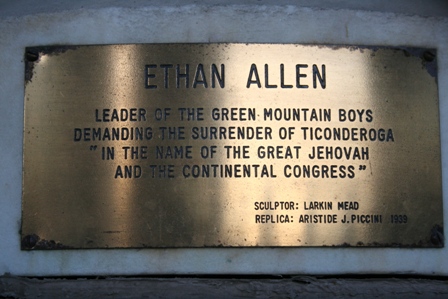 ETHAN ALLEN
LEADER OF THE GREEN MOUNTAIN BOYS
DEMANDING THE SURRENDER OF TICONDEROGA
"IN THE NAME OF THE GREAT JEHOVAH
AND THE CONTINENTAL CONGRESS"
SCULPTOR: LARKIN MEAD
REPLICA: ARISTIDE J. PICCINI 1939